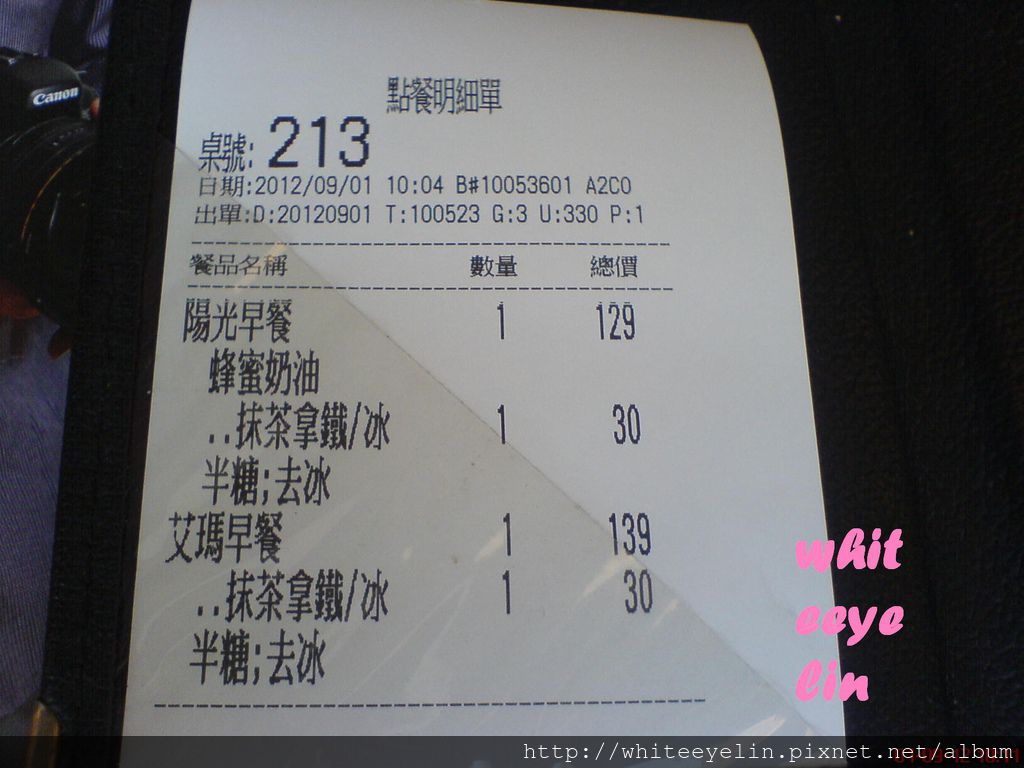 Canon
點餐明細單
桌號: 213
日期:2012/09/01 10:04 B#10053601 A2C0
出單:D:20120901 T:100523 G:3 U:330 P:1
餐品名稱 數量 總價
陽光早餐 1 129
蜂蜜奶油
..抹茶拿鐵/冰 1 30
半糖;去冰
艾瑪早餐 1 139
..抹茶拿鐵/冰 1 30
半糖;去冰
whit
eeye
lin
http://whiteeyelin.pixnet.net/album